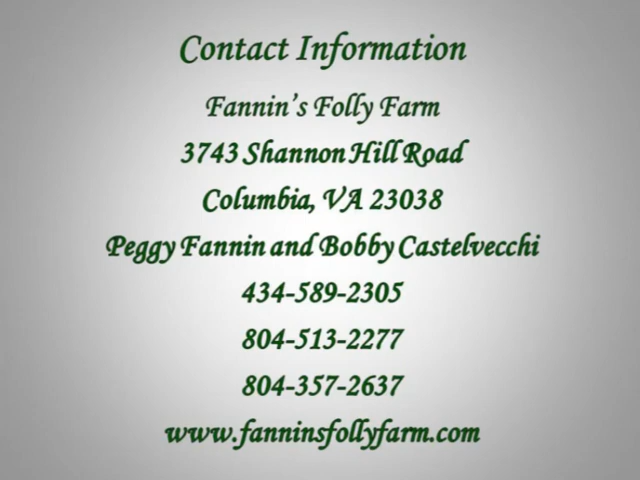 Contact Information
Fannin's Folly Farm
3743 Shannon Hill Road
Columbia, VA 23038
Peggy Fannin and Bobby Castelvecchi
434-589-2305
804-513-2277
804-357-2637
www.fanninsfollyfarm.com